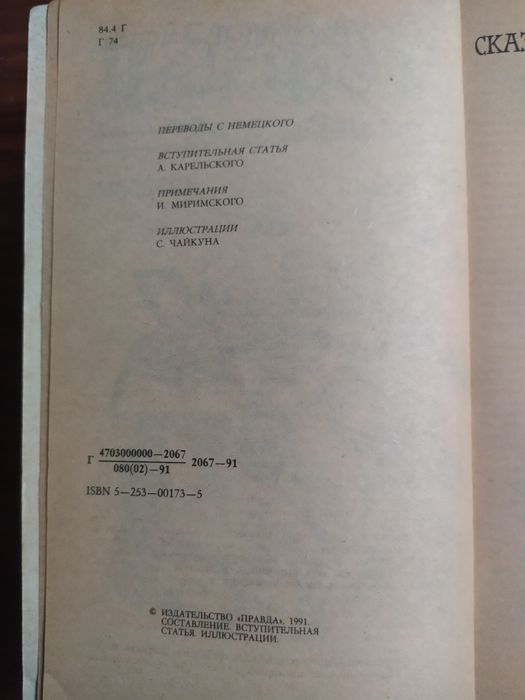 84.4 Г
Г 74
ПЕРЕВОДЫ С НЕМЕЦКОГО
ВСТУПИТЕЛЬНАЯ СТАТЬЯ
А. КАРЕЛЬСКОГО
ПРИМЕЧАНИЯ
И. МИРИМСКОГО
ИЛЛЮСТРАЦИИ
С. ЧАЙКУНА
Г 4703000000—2067
080(02)—91 2067—91
ISBN 5—253—00173—5
© ИЗДАТЕЛЬСТВО «ПРАВДА», 1991.
СОСТАВЛЕНИЕ. ВСТУПИТЕЛЬНАЯ
СТАТЬЯ. ИЛЛЮСТРАЦИИ.
СКАЗ